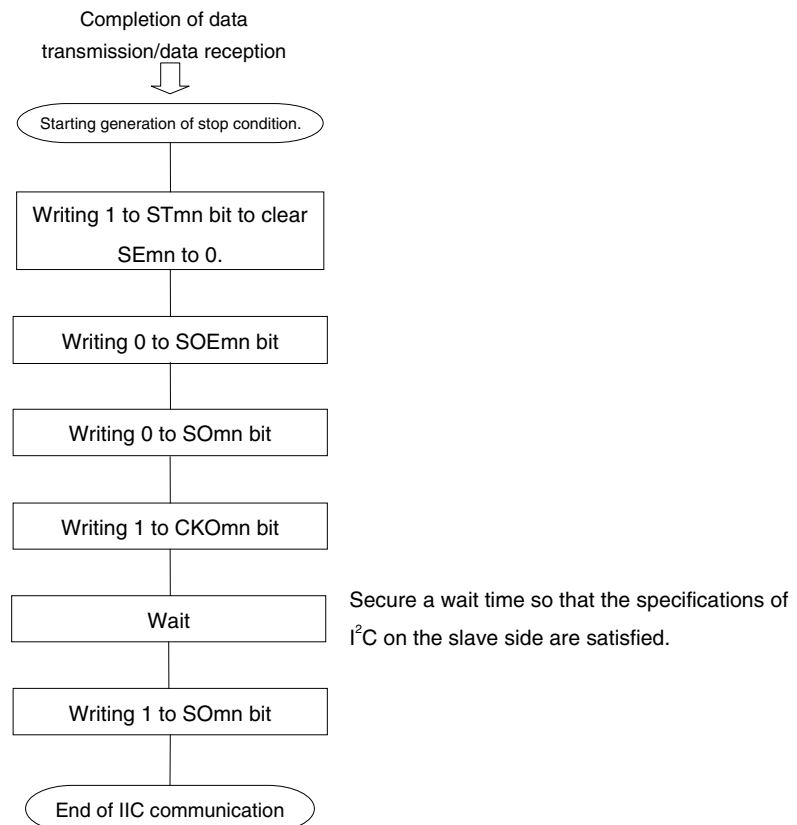 Completion of data
transmission/data reception
Starting generation of stop condition.
Writing 1 to STmn bit to clear
SEmn to 0.
Writing 0 to SOEmn bit
Writing 0 to SOmn bit
Writing 1 to CKOmn bit
Wait
Secure a wait time so that the specifications of
I²C on the slave side are satisfied.
Writing 1 to SOmn bit
End of IIC communication